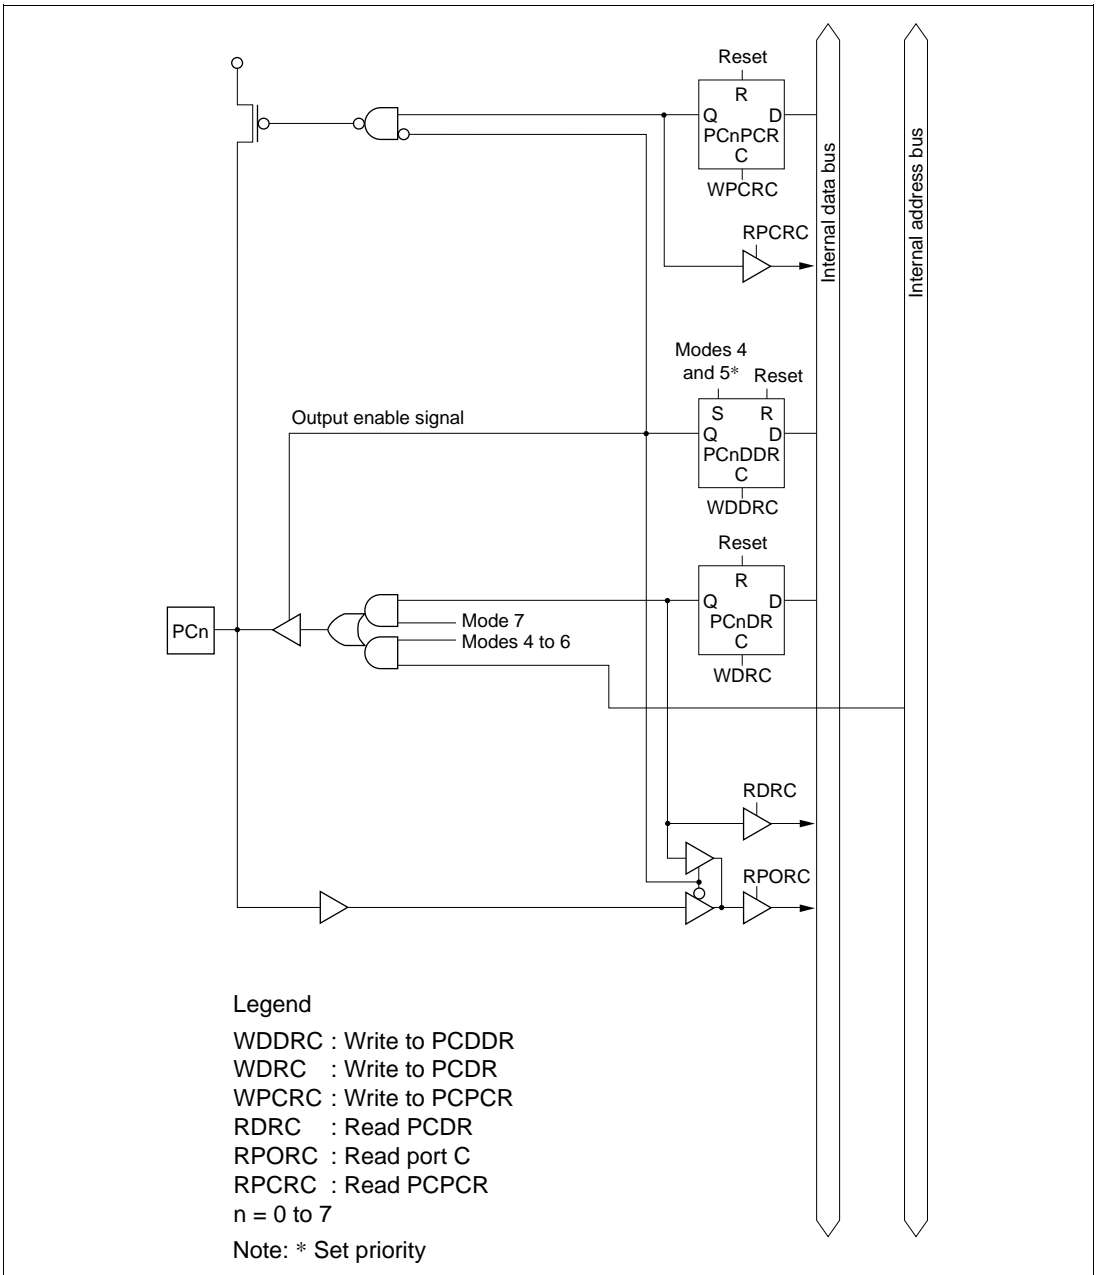 Reset
R
Q D
PCnPCR
C
WPCRC
RPCRC
Internal data bus
Internal address bus
Modes 4
and 5*
Reset
S R
Q D
PCnDDR
C
WDDRC
Output enable signal
Reset
R
Q D
PCnDR
C
WDRC
PCn
Mode 7
Modes 4 to 6
RDRC
RPORC
Legend
WDDRC : Write to PCDDR
WDRC : Write to PCDR
WPCRC : Write to PCPCR
RDRC : Read PCDR
RPORC : Read port C
RPCRC : Read PCPCR
n = 0 to 7
Note: * Set priority